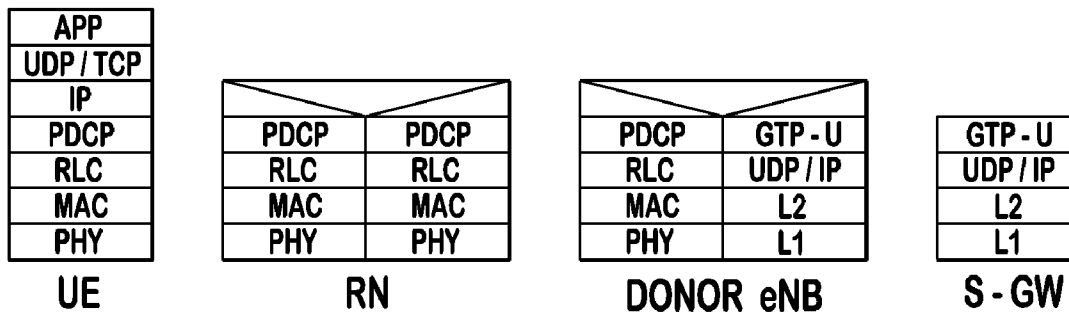 APP
UDP / TCP
IP
PDCP
RLC
MAC
PHY
UE
PDCP PDCP
RLC RLC
MAC MAC
PHY PHY
RN
PDCP GTP - U
RLC UDP / IP
MAC L2
PHY L1
DONOR eNB
GTP - U
UDP / IP
L2
L1
S - GW